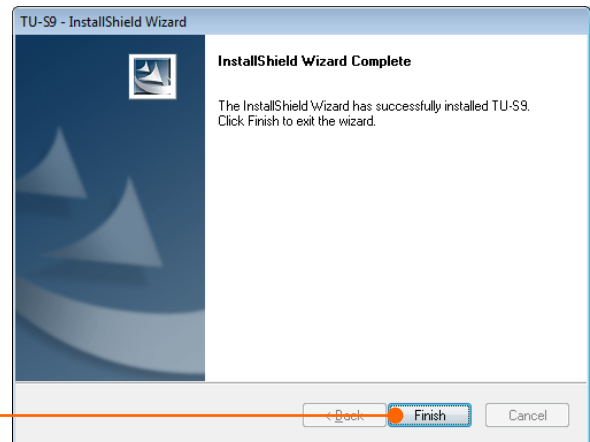 TU-S9 - InstallShield Wizard
InstallShield Wizard Complete
The InstallShield Wizard has successfully installed TU-S9.
Click Finish to exit the wizard.
< Back
Finish
Cancel